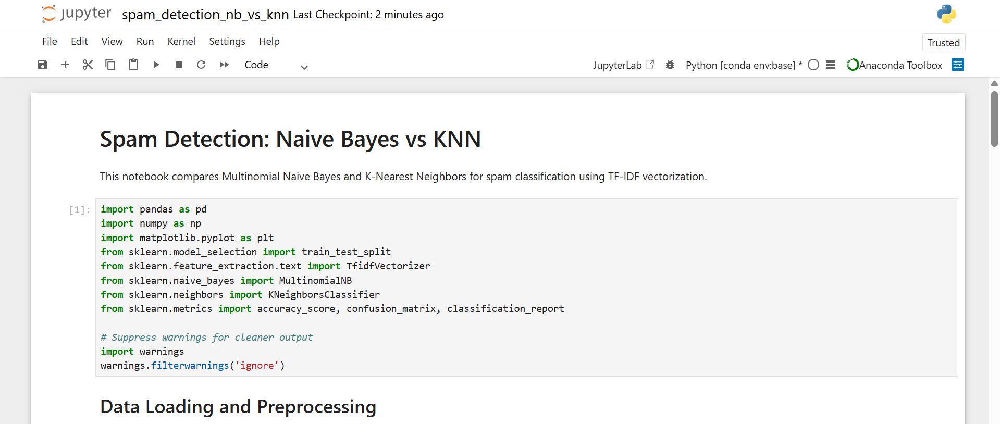 jupyter spam_detection_nb_vs_knn Last Checkpoint: 2 minutes ago
File Edit View Run Kernel Settings Help
Trusted
Code JupyterLab Python [conda env:base] * Anaconda Toolbox
Spam Detection: Naive Bayes vs KNN
This notebook compares Multinomial Naive Bayes and K-Nearest Neighbors for spam classification using TF-IDF vectorization.
[1]: import pandas as pd
import numpy as np
import matplotlib.pyplot as plt
from sklearn.model_selection import train_test_split
from sklearn.feature_extraction.text import TfidfVectorizer
from sklearn.naive_bayes import MultinomialNB
from sklearn.neighbors import KNeighborsClassifier
from sklearn.metrics import accuracy_score, confusion_matrix, classification_report
# Suppress warnings for cleaner output
import warnings
warnings.filterwarnings('ignore')
Data Loading and Preprocessing